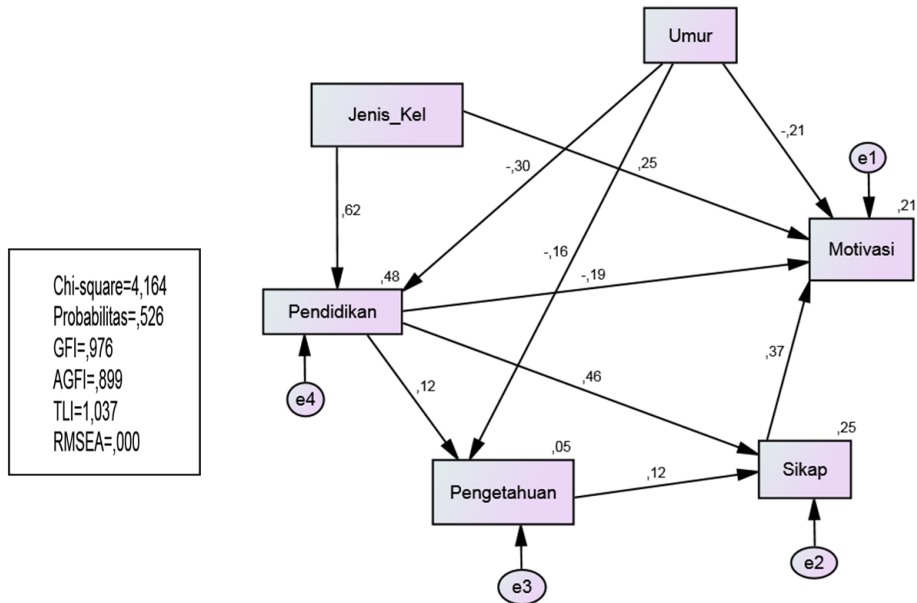 Umur
Jenis_Kel
-,21
e1
-,30
,25
,62
,21
Motivasi
-,16
Chi-square=4,164
Probabilitas=,526
GFI=,976
AGFI=,899
TLI=1,037
RMSEA=,000
,48
-,19
Pendidikan
,37
e4
,12
,46
,05
,25
Pengetahuan
,12
Sikap
e3
e2